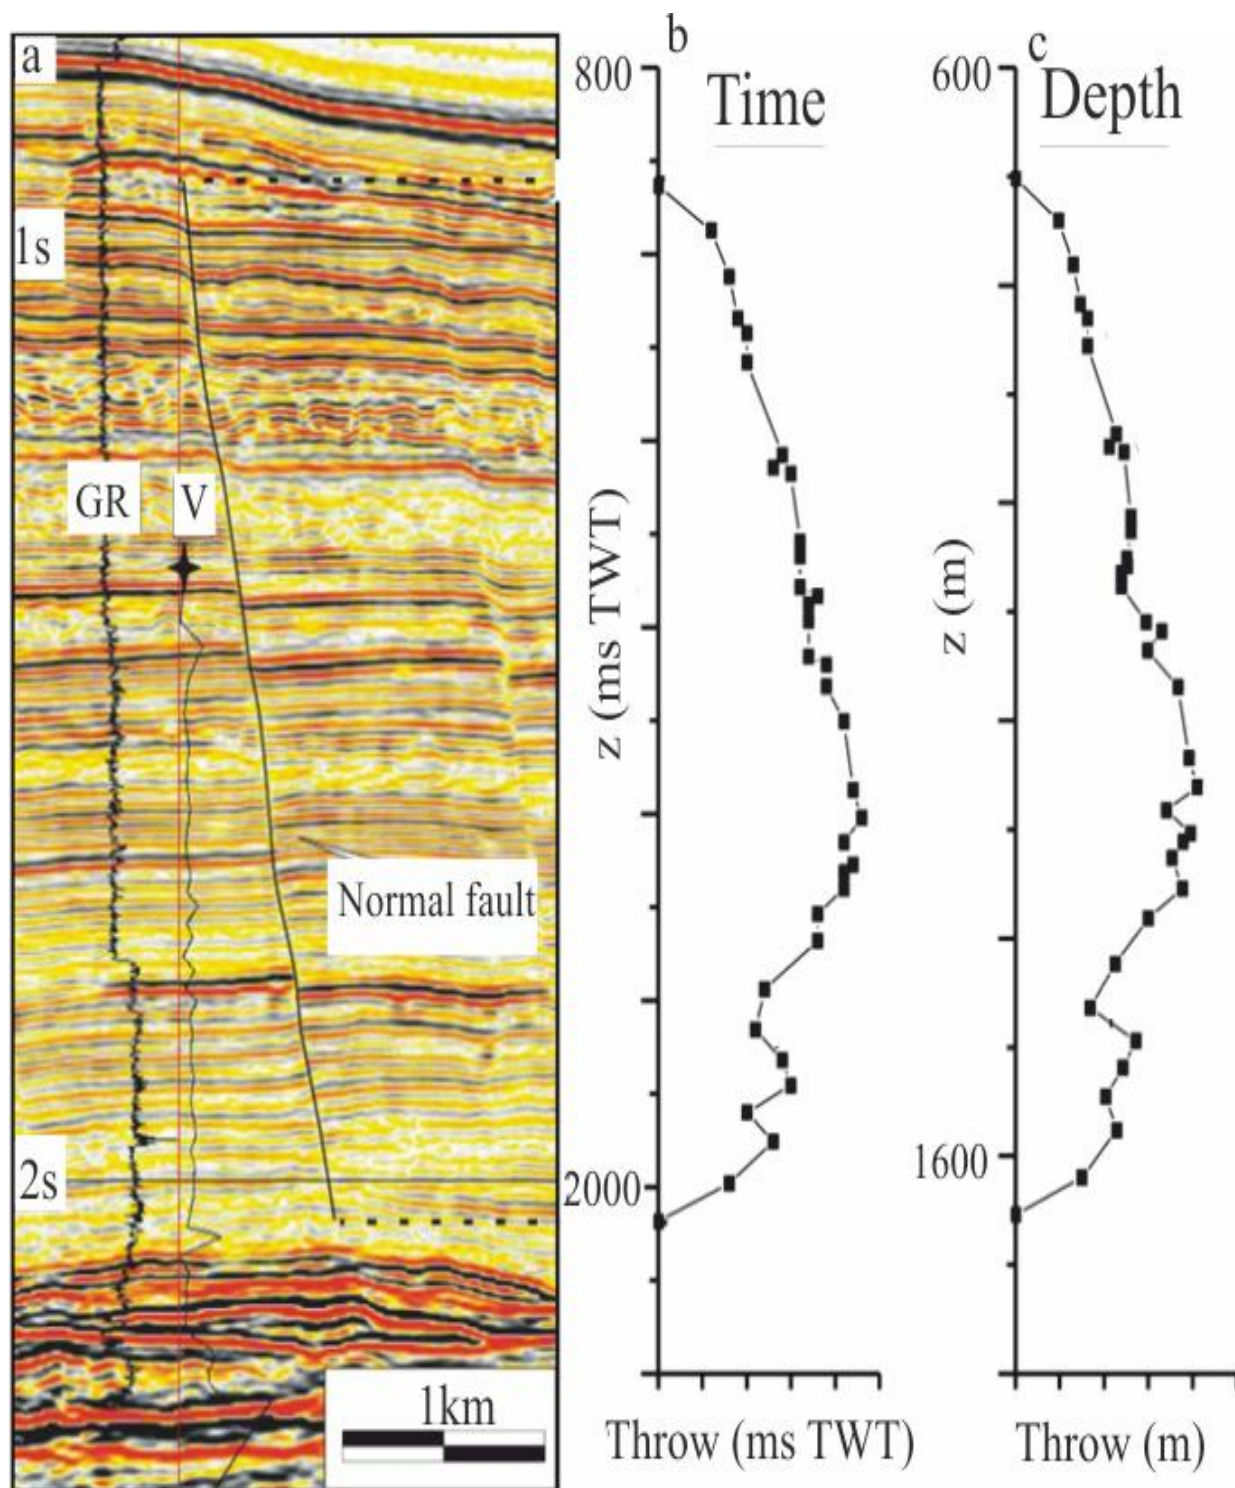 a
1s
GR
V
Normal fault
2s
1km
b
800
Time
z (ms TWT)
2000
Throw (ms TWT)
c
600
Depth
z (m)
1600
Throw (m)